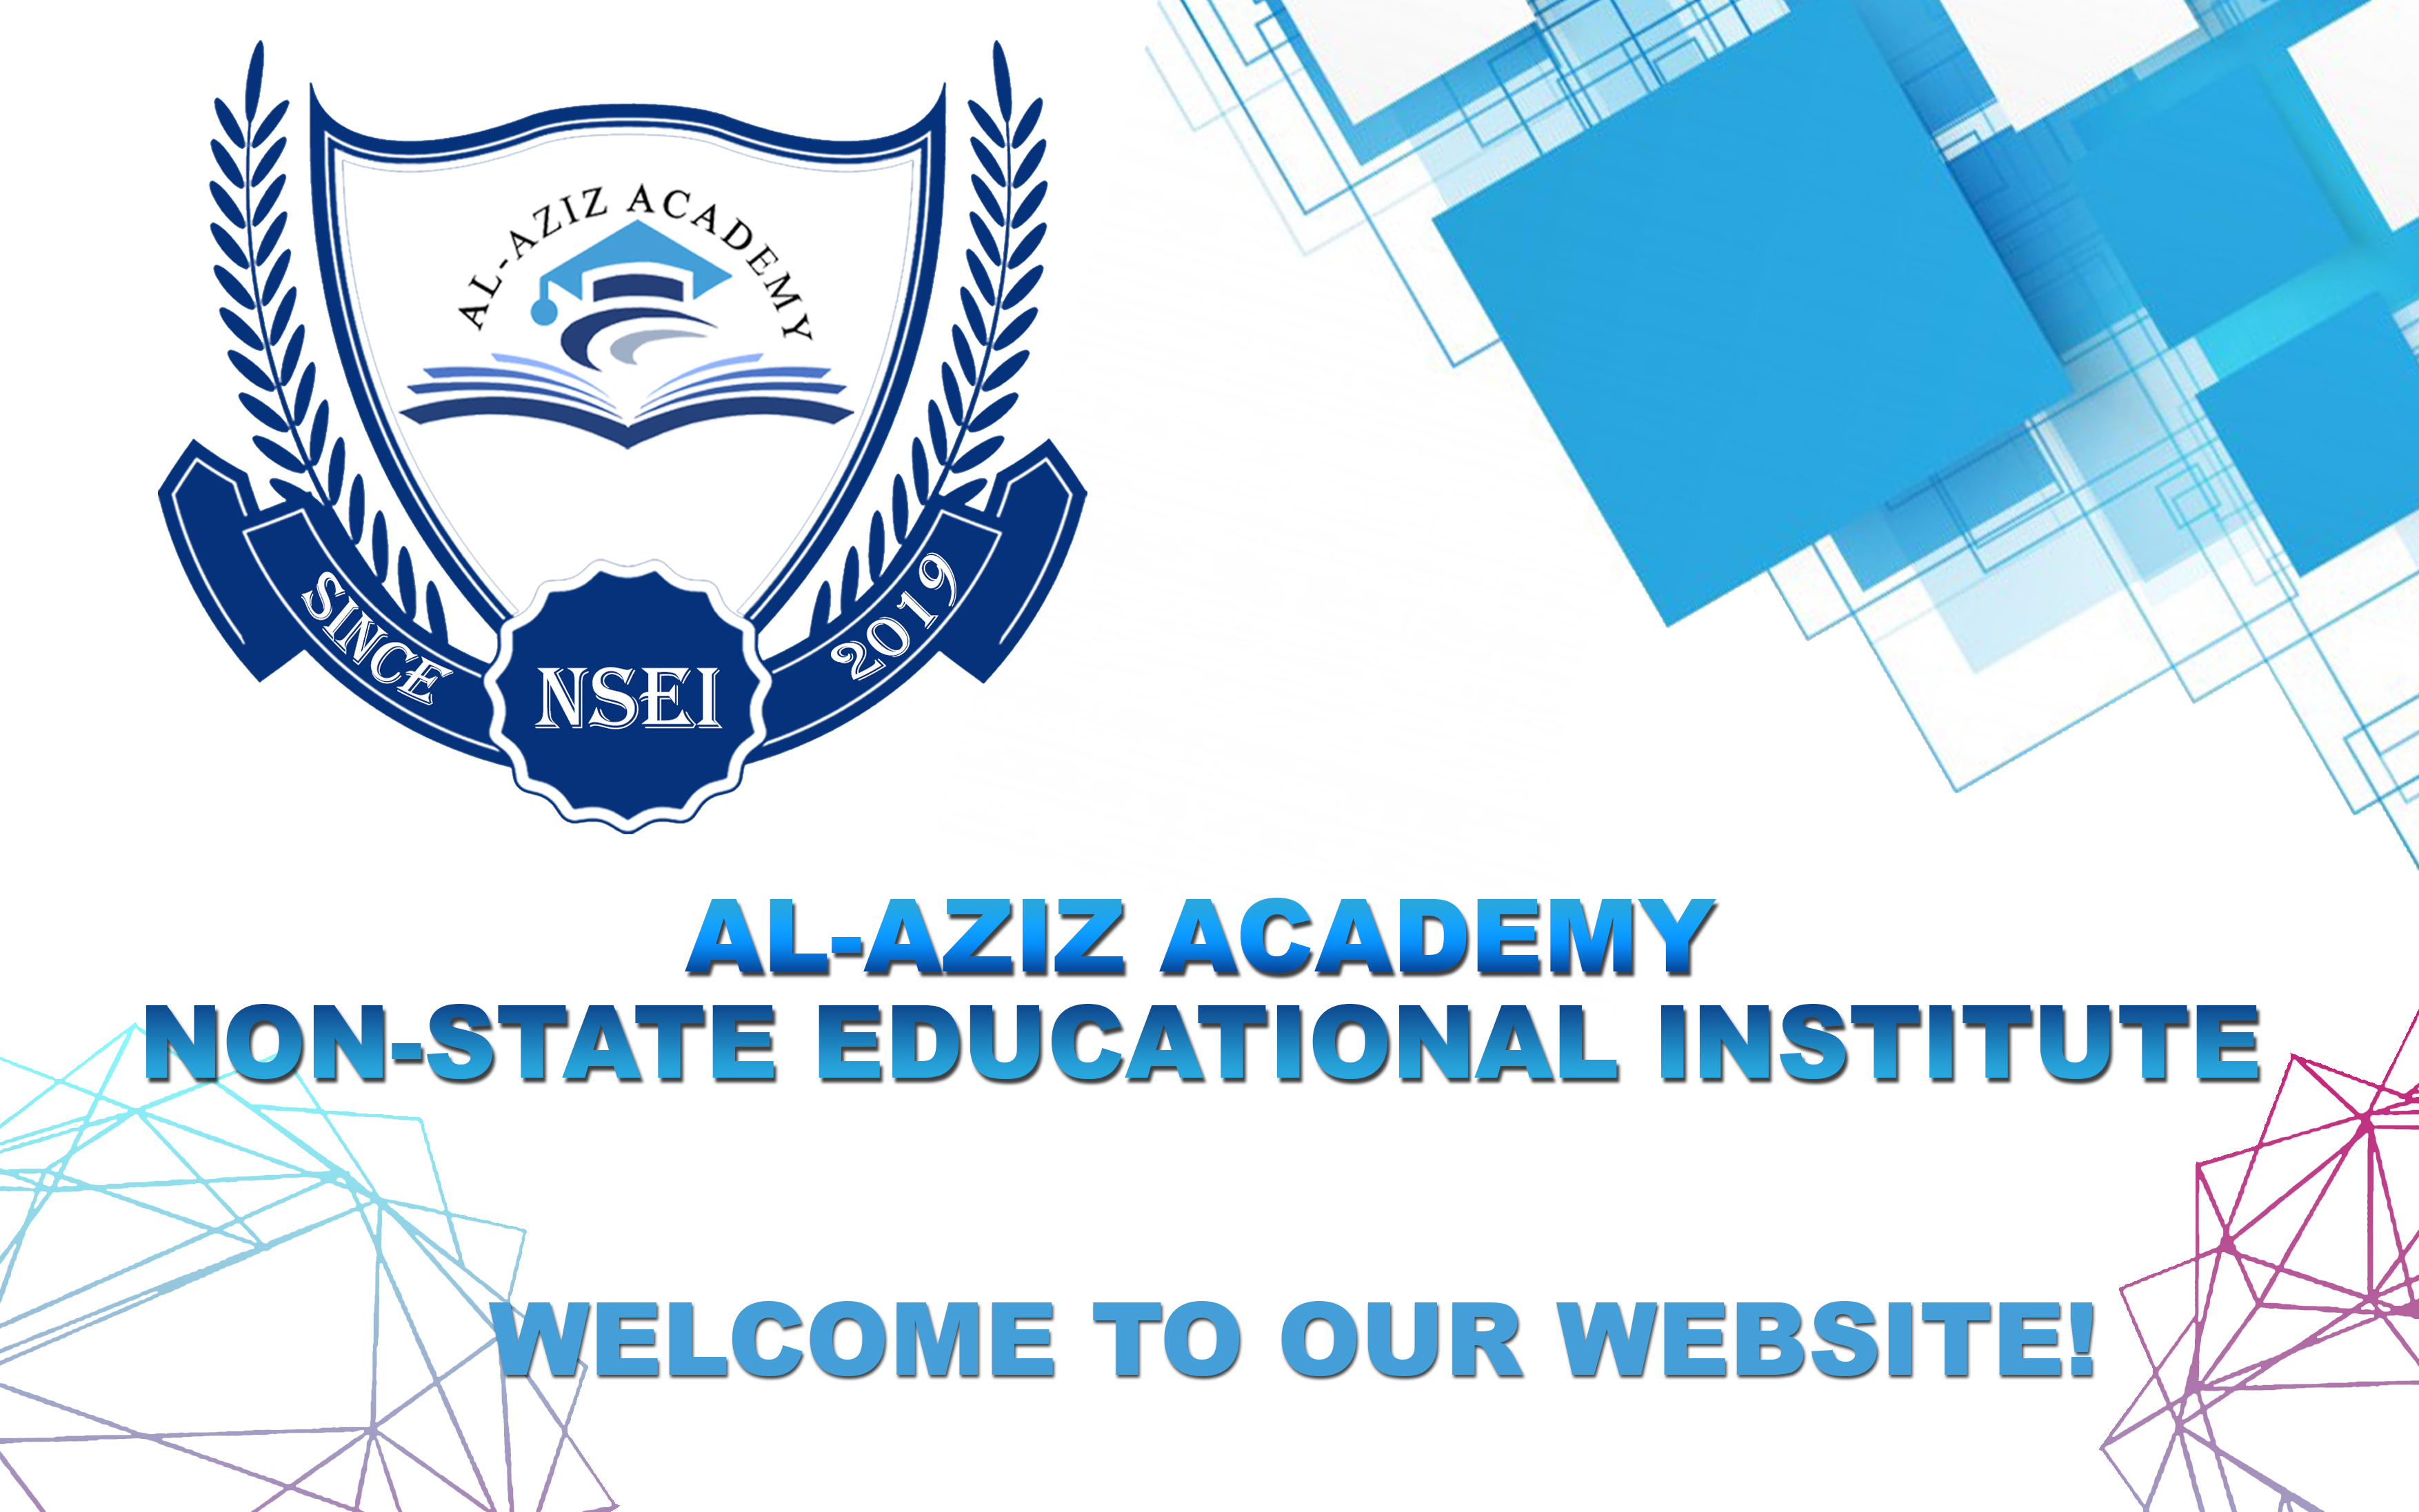 AL-AZIZ ACADEMY
SINCE
2019
NSEI
AL-AZIZ ACADEMY
NON-STATE EDUCATIONAL INSTITUTE
WELCOME TO OUR WEBSITE!